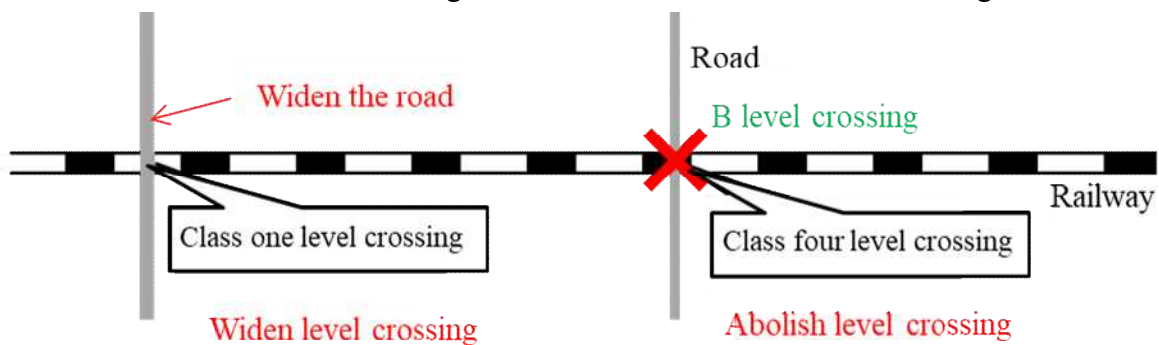 Road
Widen the road
B level crossing
Railway
Class one level crossing
Class four level crossing
Widen level crossing
Abolish level crossing